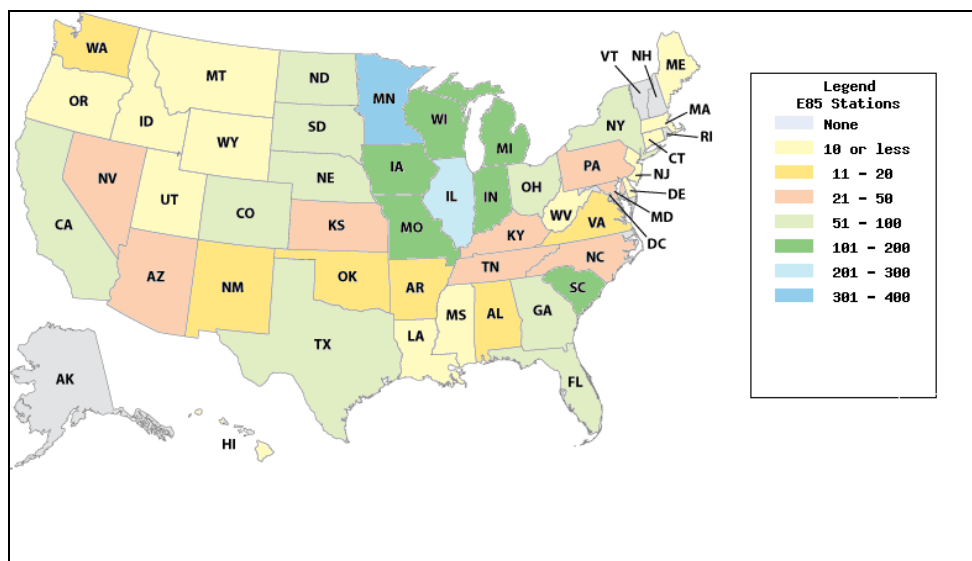 WA
MT
ND
MN
OR
ID
WY
SD
WI
MI
VT
NH
ME
MA
NY
RI
CT
NJ
DE
MD
DC
PA
NV
UT
CO
NE
IA
IL
IN
OH
WV
VA
CA
KS
MO
KY
NC
TN
AZ
NM
OK
AR
SC
MS
AL
GA
LA
TX
FL
AK
HI
Legend
E85 Stations
None
10 or less
11 - 20
21 - 50
51 - 100
101 - 200
201 - 300
301 - 400